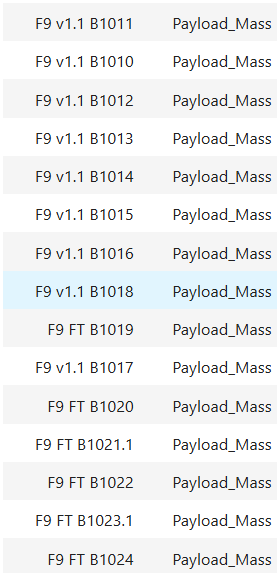 F9 v1.1 B1011 Payload_Mass
F9 v1.1 B1010 Payload_Mass
F9 v1.1 B1012 Payload_Mass
F9 v1.1 B1013 Payload_Mass
F9 v1.1 B1014 Payload_Mass
F9 v1.1 B1015 Payload_Mass
F9 v1.1 B1016 Payload_Mass
F9 v1.1 B1018 Payload_Mass
F9 FT B1019 Payload_Mass
F9 v1.1 B1017 Payload_Mass
F9 FT B1020 Payload_Mass
F9 FT B1021.1 Payload_Mass
F9 FT B1022 Payload_Mass
F9 FT B1023.1 Payload_Mass
F9 FT B1024 Payload_Mass